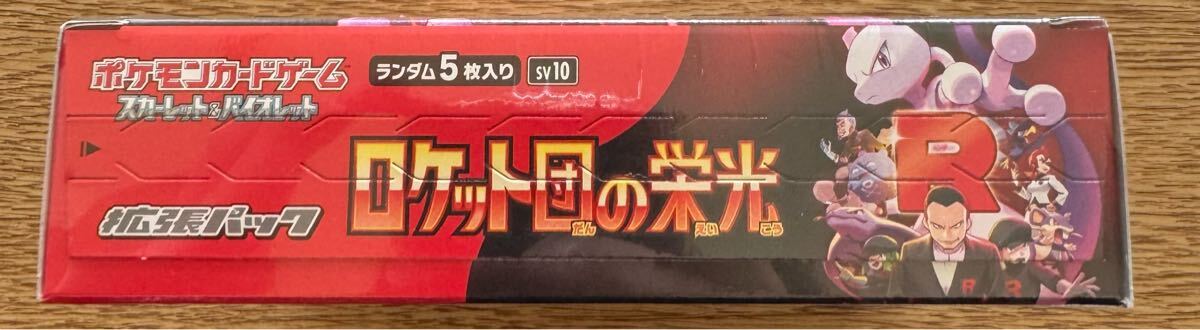 ポケモンカードゲーム
スカーレット&バイオレット
ランダム5枚入り
SV10
拡張パック
ロケット団の栄光
だん えい こう
R
R
R